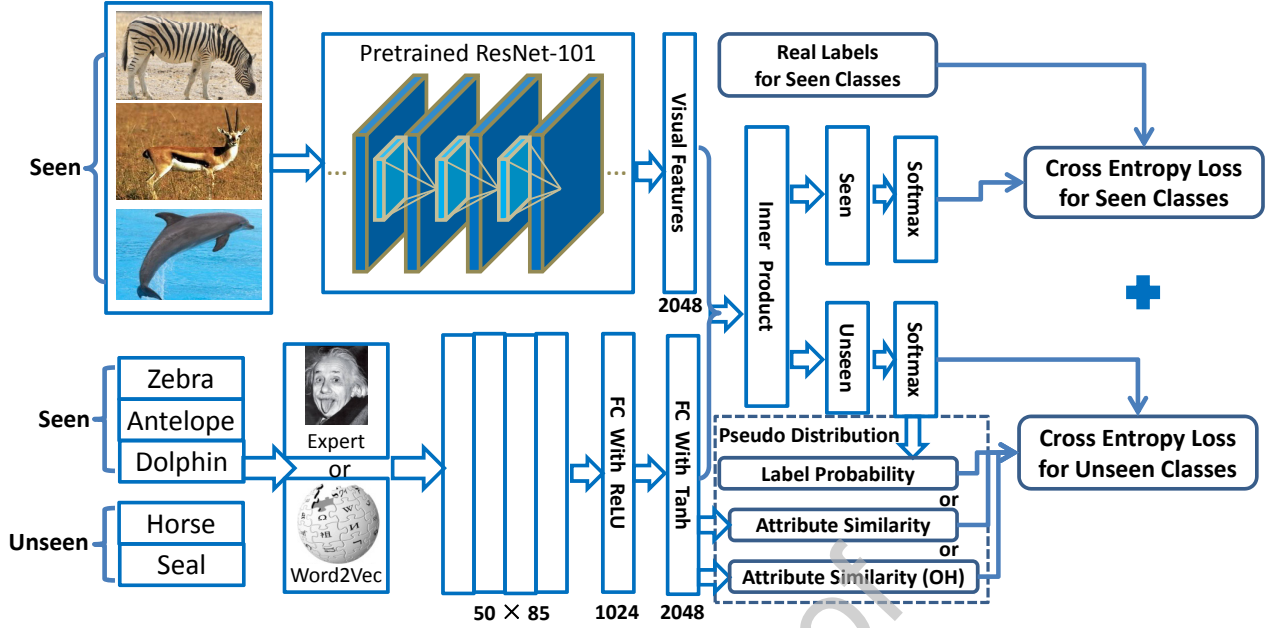 Pretrained ResNet-101
Seen
...
...
Visual Features
2048
Real Labels
for Seen Classes
Inner Product
Seen
Softmax
Cross Entropy Loss
for Seen Classes
Unseen
Softmax
Seen
Zebra
Antelope
Dolphin
Unseen
Horse
Seal
Expert
or
Word2Vec
50 × 85
FC With ReLU
1024
FC With Tanh
2048
Pseudo Distribution
Label Probability
or
Attribute Similarity
or
Attribute Similarity (OH)
Cross Entropy Loss
for Unseen Classes